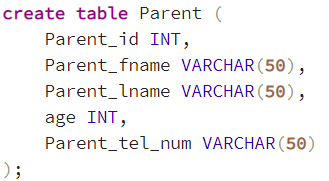 create table Parent (
    Parent_id INT,
    Parent_fname VARCHAR(50),
    Parent_lname VARCHAR(50),
    age INT,
    Parent_tel_num VARCHAR(50)
);